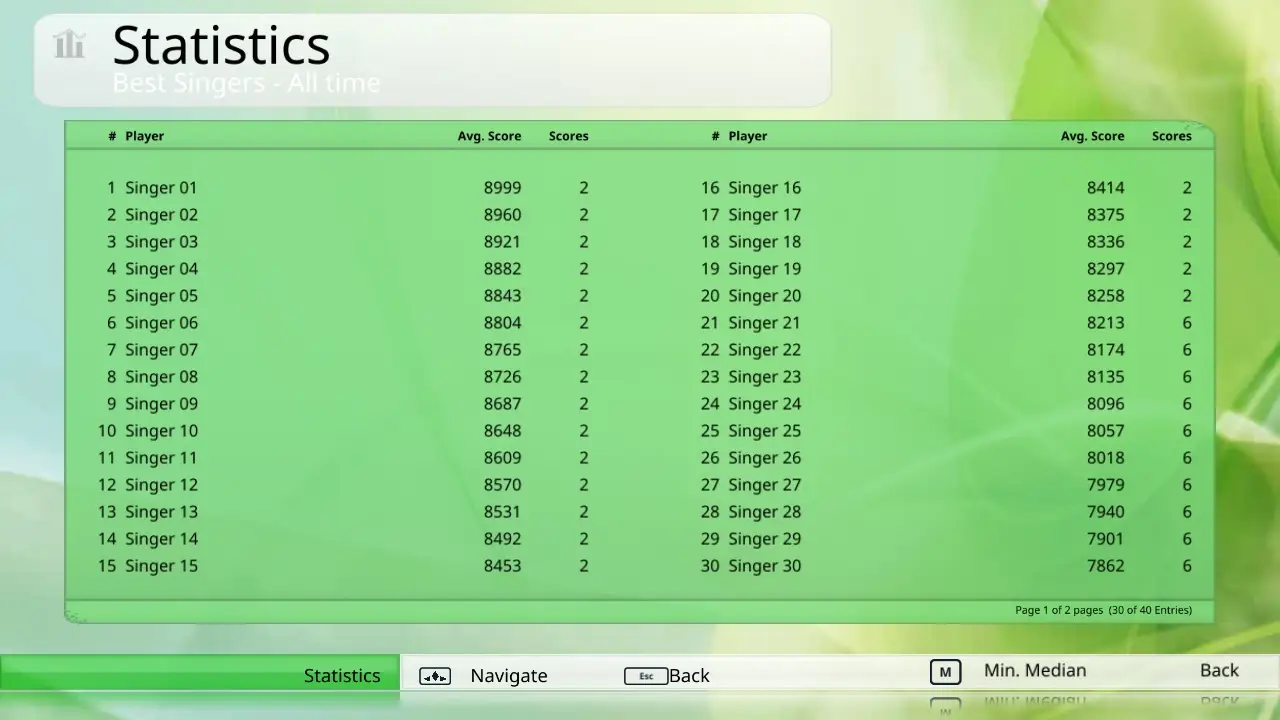 Statistics
Best Singers - All time
# Player Avg. Score Scores # Player Avg. Score Scores
1 Singer 01 8999 2 16 Singer 16 8414 2
2 Singer 02 8960 2 17 Singer 17 8375 2
3 Singer 03 8921 2 18 Singer 18 8336 2
4 Singer 04 8882 2 19 Singer 19 8297 2
5 Singer 05 8843 2 20 Singer 20 8258 2
6 Singer 06 8804 2 21 Singer 21 8213 6
7 Singer 07 8765 2 22 Singer 22 8174 6
8 Singer 08 8726 2 23 Singer 23 8135 6
9 Singer 09 8687 2 24 Singer 24 8096 6
10 Singer 10 8648 2 25 Singer 25 8057 6
11 Singer 11 8609 2 26 Singer 26 8018 6
12 Singer 12 8570 2 27 Singer 27 7979 6
13 Singer 13 8531 2 28 Singer 28 7940 6
14 Singer 14 8492 2 29 Singer 29 7901 6
15 Singer 15 8453 2 30 Singer 30 7862 6
Page 1 of 2 pages (30 of 40 Entries)
Statistics Navigate Esc Back M Min. Median Back